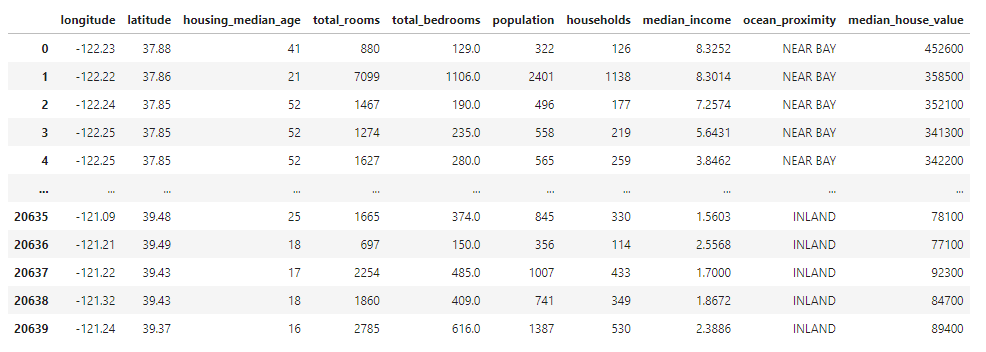 longitude latitude housing_median_age total_rooms total_bedrooms population households median_income ocean_proximity median_house_value
0 -122.23 37.88 41 880 129.0 322 126 8.3252 NEAR BAY 452600
1 -122.22 37.86 21 7099 1106.0 2401 1138 8.3014 NEAR BAY 358500
2 -122.24 37.85 52 1467 190.0 496 177 7.2574 NEAR BAY 352100
3 -122.25 37.85 52 1274 235.0 558 219 5.6431 NEAR BAY 341300
4 -122.25 37.85 52 1627 280.0 565 259 3.8462 NEAR BAY 342200
... ... ... ... ... ... ... ... ... ... ...
20635 -121.09 39.48 25 1665 374.0 845 330 1.5603 INLAND 78100
20636 -121.21 39.49 18 697 150.0 356 114 2.5568 INLAND 77100
20637 -121.22 39.43 17 2254 485.0 1007 433 1.7000 INLAND 92300
20638 -121.32 39.43 18 1860 409.0 741 349 1.8672 INLAND 84700
20639 -121.24 39.37 16 2785 616.0 1387 530 2.3886 INLAND 89400